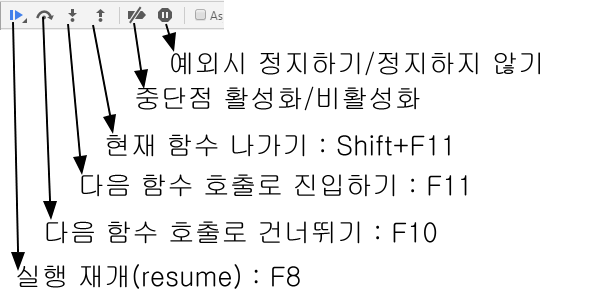 As
예외시 정지하기/정지하지 않기
중단점 활성화/비활성화
현재 함수 나가기 : Shift+F11
다음 함수 호출로 진입하기 : F11
다음 함수 호출로 건너뛰기 : F10
실행 재개(resume) : F8